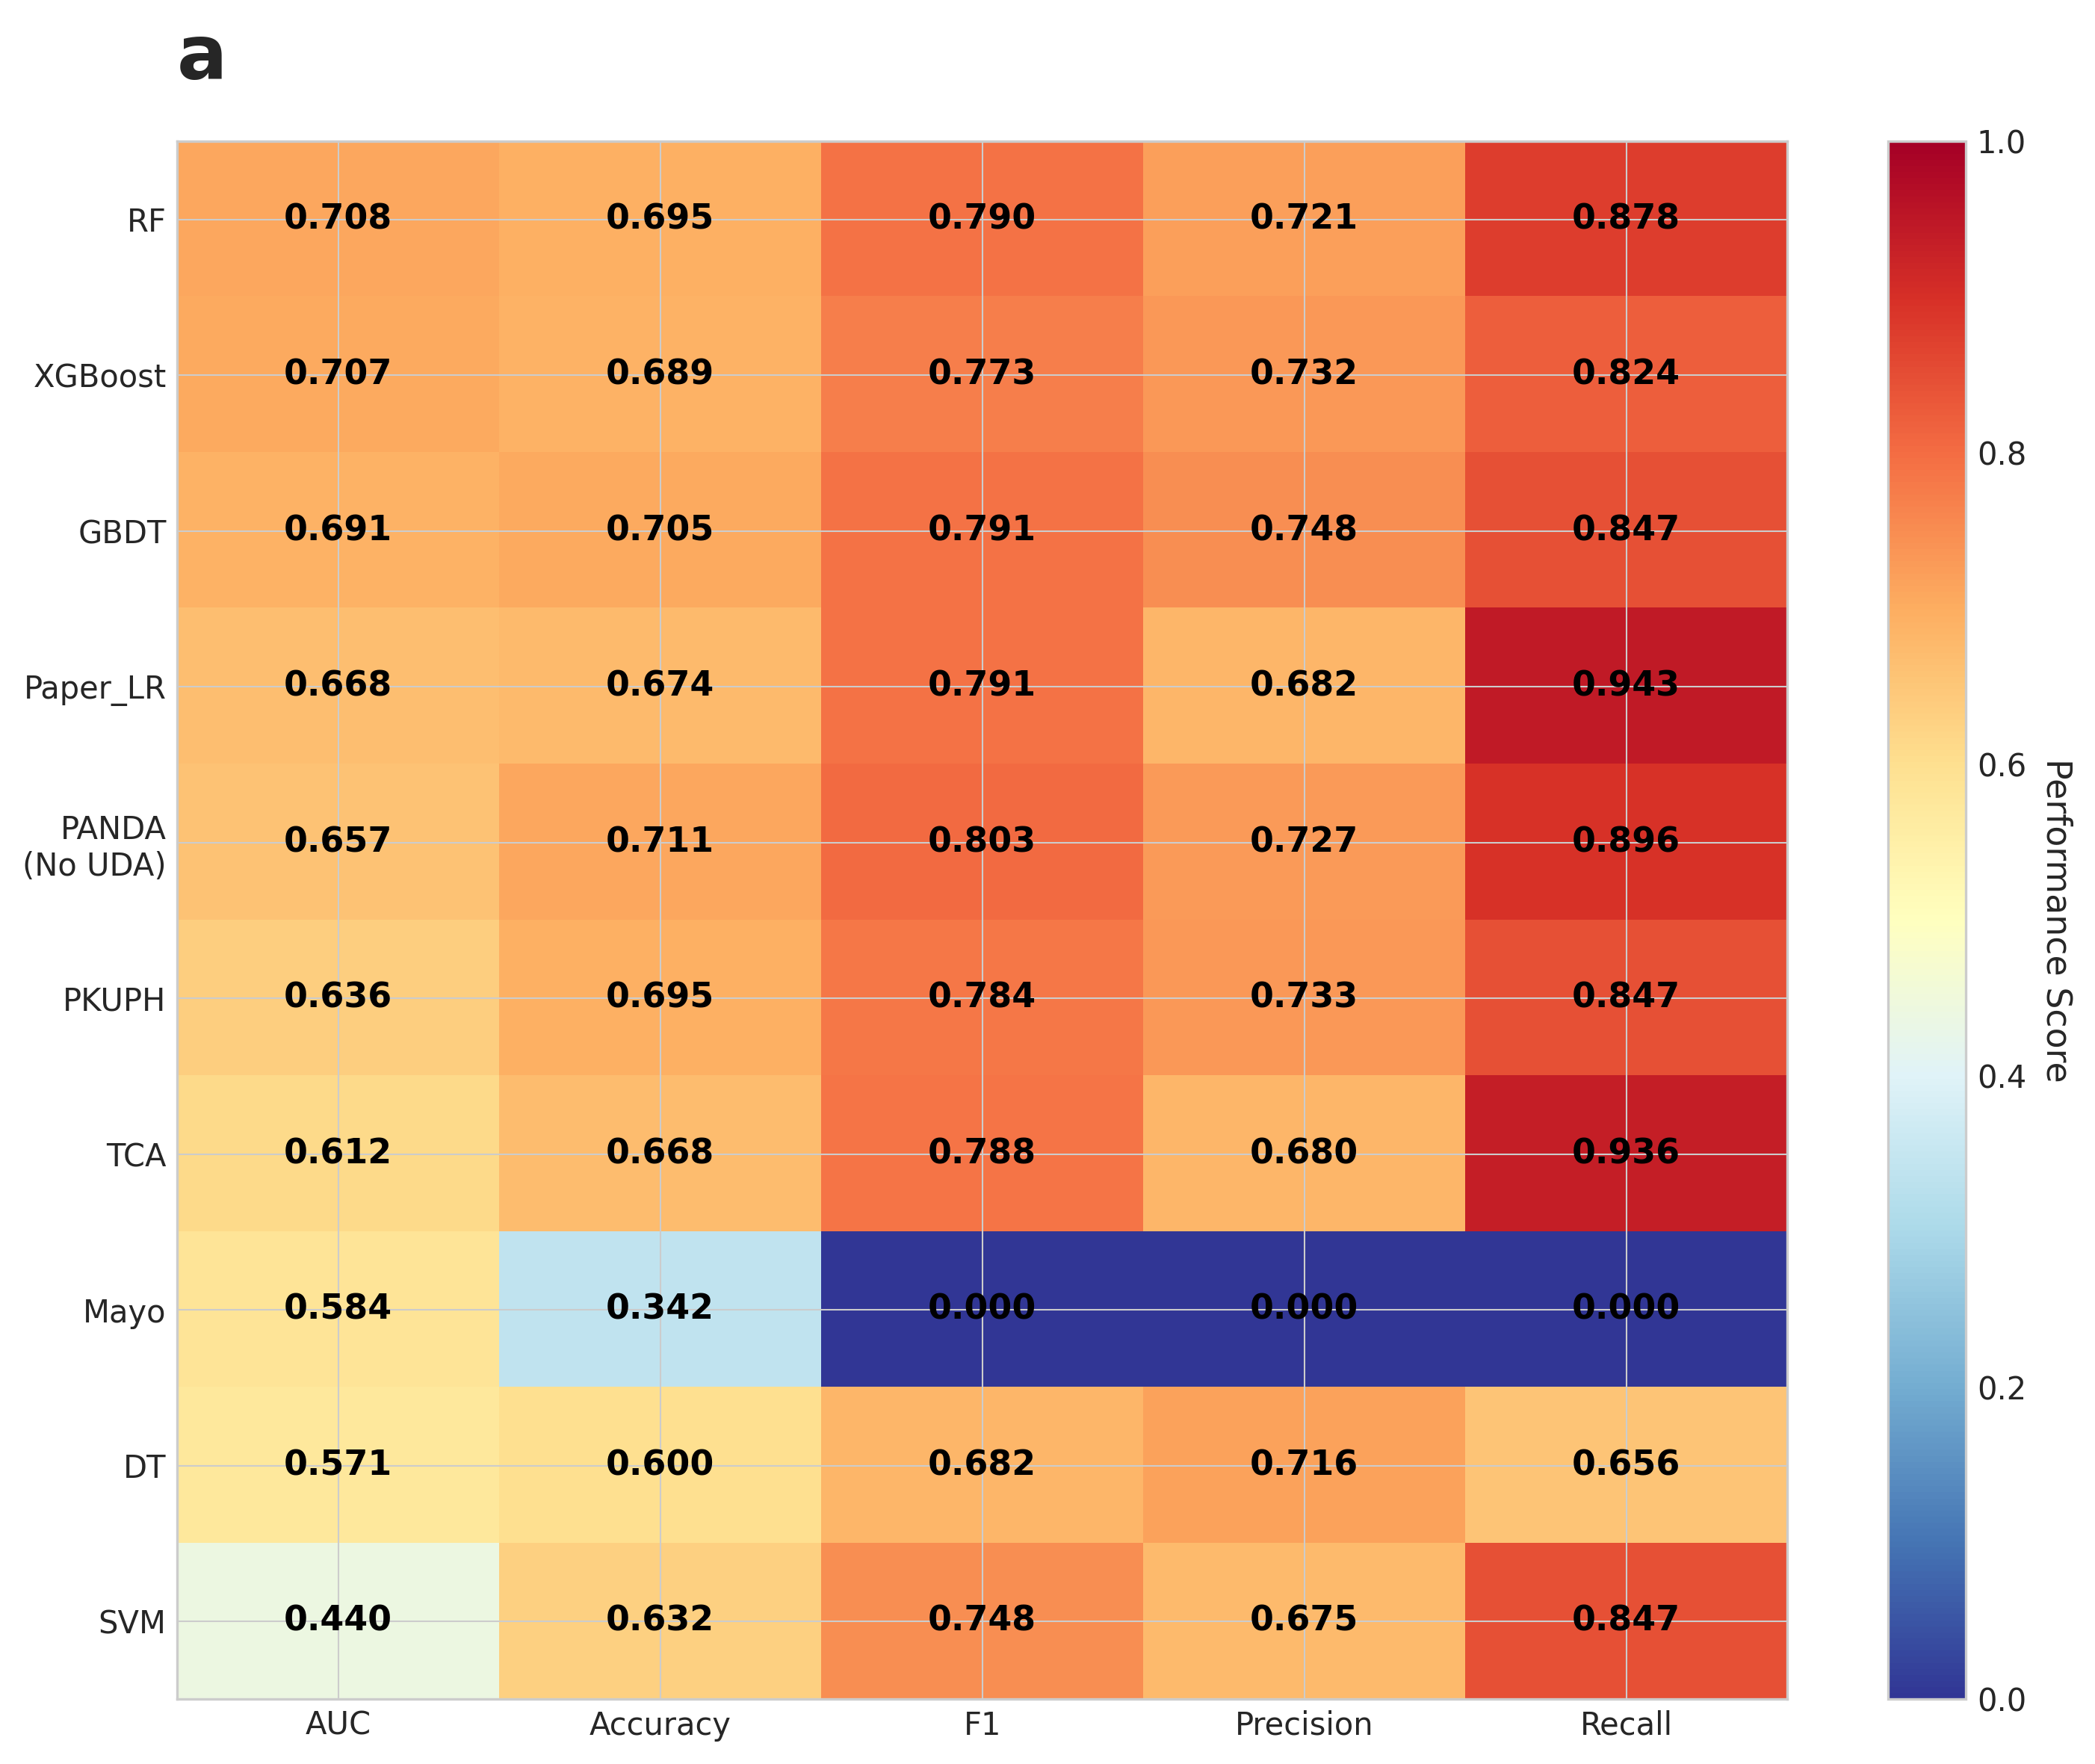 a
RF 0.708 0.695 0.790 0.721 0.878
XGBoost 0.707 0.689 0.773 0.732 0.824
GBDT 0.691 0.705 0.791 0.748 0.847
Paper_LR 0.668 0.674 0.791 0.682 0.943
PANDA
(No UDA) 0.657 0.711 0.803 0.727 0.896
PKUPH 0.636 0.695 0.784 0.733 0.847
TCA 0.612 0.668 0.788 0.680 0.936
Mayo 0.584 0.342 0.000 0.000 0.000
DT 0.571 0.600 0.682 0.716 0.656
SVM 0.440 0.632 0.748 0.675 0.847
AUC Accuracy F1 Precision Recall
1.0
0.8
0.6
0.4
0.2
0.0
Performance Score